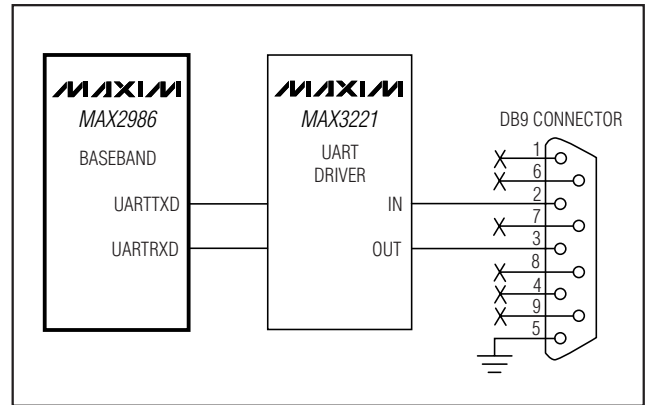 MAXIM
MAX2986
BASEBAND
UARTTXD
UARTRXD
MAXIM
MAX3221
UART
DRIVER
IN
OUT
DB9 CONNECTOR
1
6
2
7
3
8
4
9
5